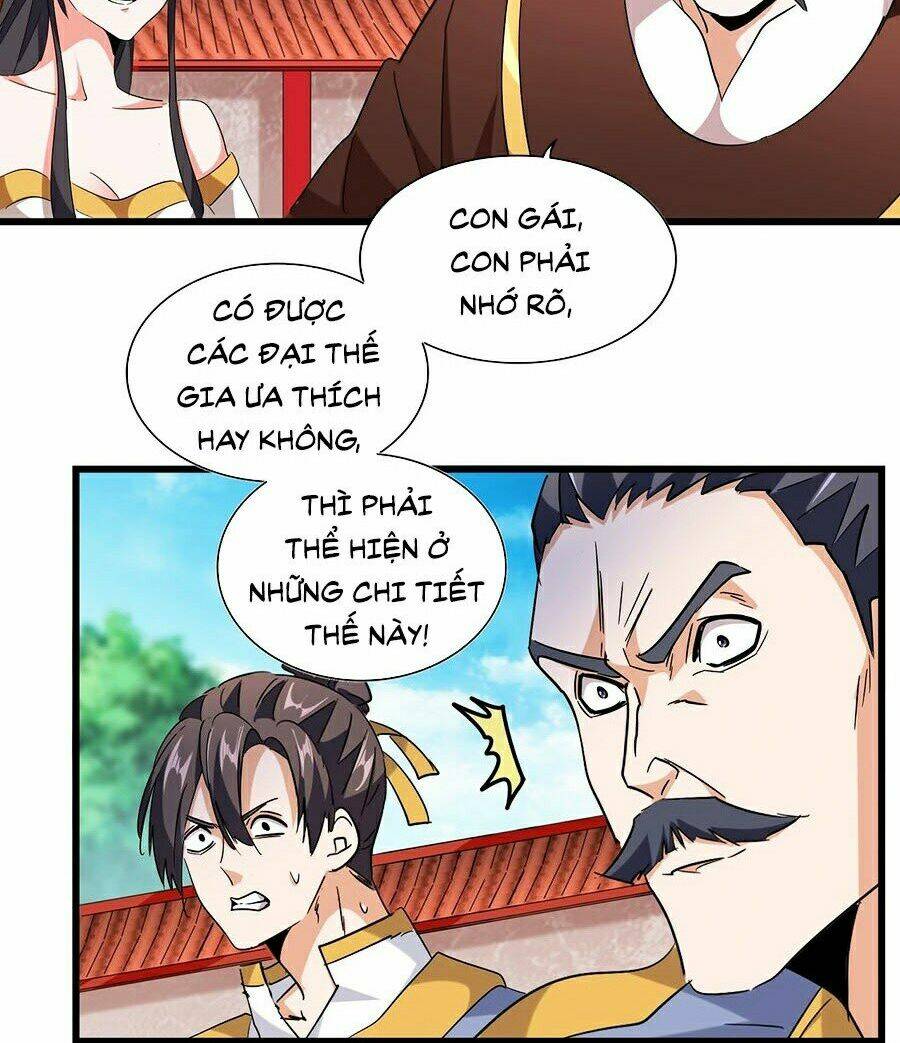 CON GÁI,
CON PHẢI
NHỚ RÕ,
CÓ ĐƯỢC
CÁC ĐẠI THẾ
GIA ƯA THÍCH
HAY KHÔNG,
THÌ PHẢI
THỂ HIỆN Ở
NHỮNG CHI TIẾT
THẾ NÀY!